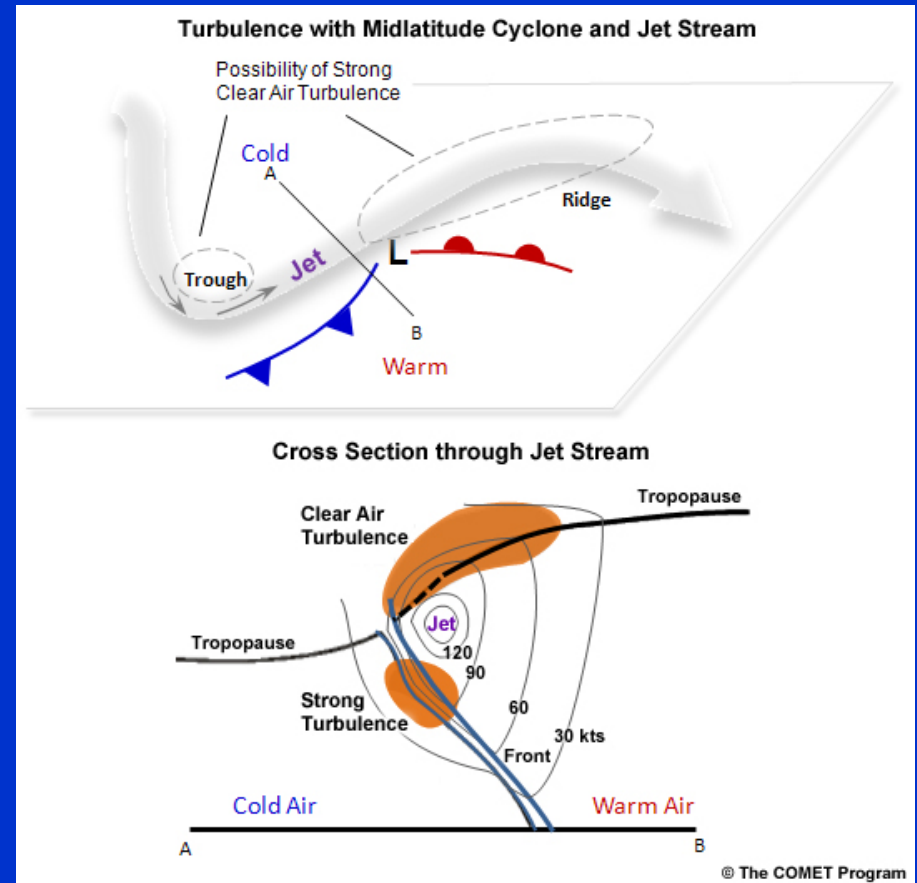 Turbulence with Midlatitude Cyclone and Jet Stream
Possibility of Strong
Clear Air Turbulence
Cold
A
Ridge
Trough
Jet
L
B
Warm
Cross Section through Jet Stream
Tropopause
Clear Air
Turbulence
Jet
Tropopause
120
90
Strong
Turbulence
60
30 kts
Front
Cold Air
Warm Air
A
B
© The COMET Program